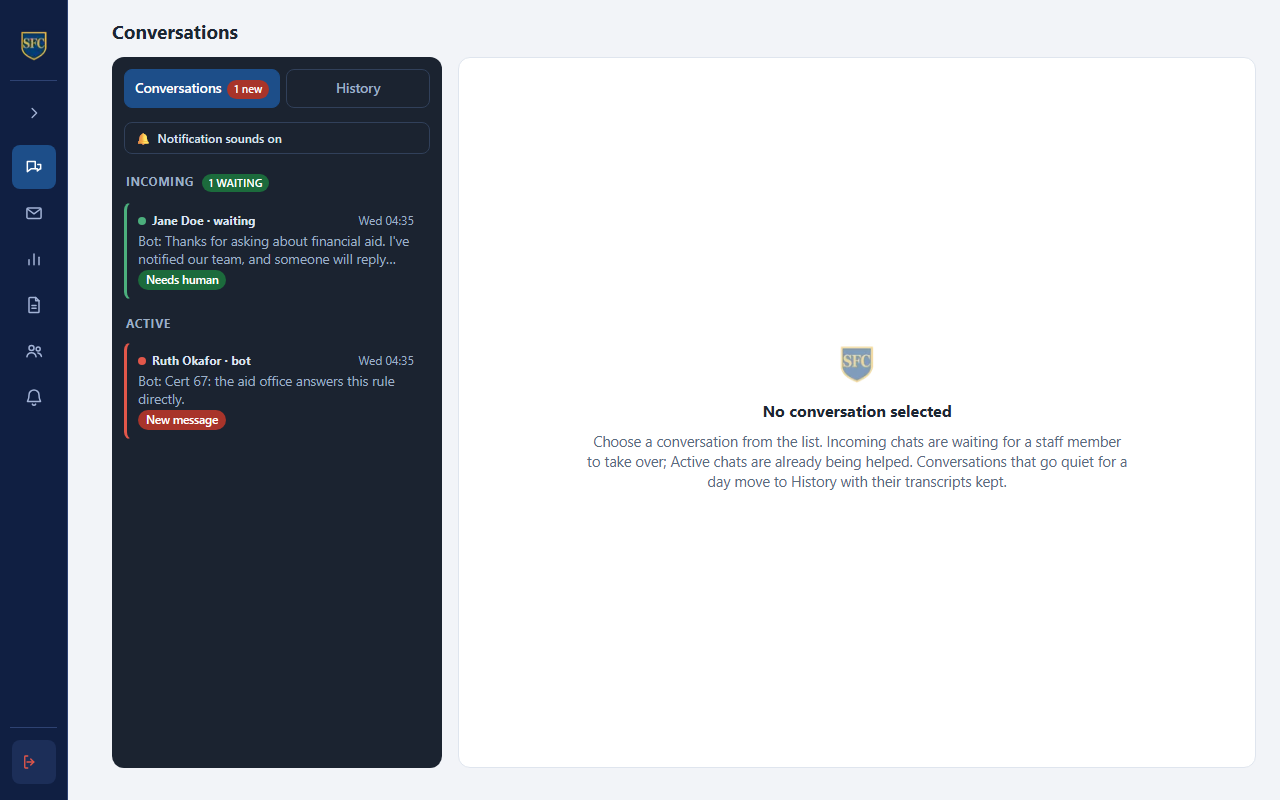 SFC
Conversations
Conversations 1 new
History
Notification sounds on
INCOMING 1 WAITING
Jane Doe · waiting Wed 04:35
Bot: Thanks for asking about financial aid. I've
notified our team, and someone will reply...
Needs human
ACTIVE
Ruth Okafor · bot Wed 04:35
Bot: Cert 67: the aid office answers this rule
directly.
New message
SFC
No conversation selected
Choose a conversation from the list. Incoming chats are waiting for a staff member
to take over; Active chats are already being helped. Conversations that go quiet for a
day move to History with their transcripts kept.